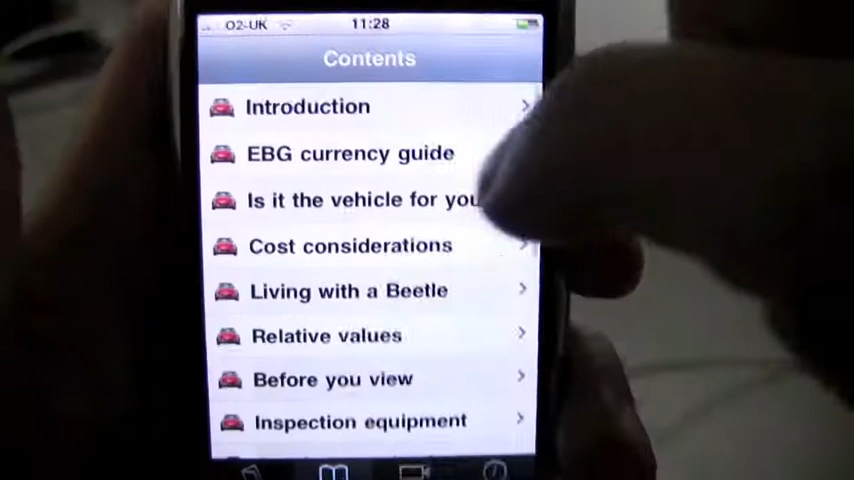 O2-UK 11:28
Contents
Introduction
EBG currency guide
Is it the vehicle for you
Cost considerations
Living with a Beetle
Relative values
Before you view
Inspection equipment